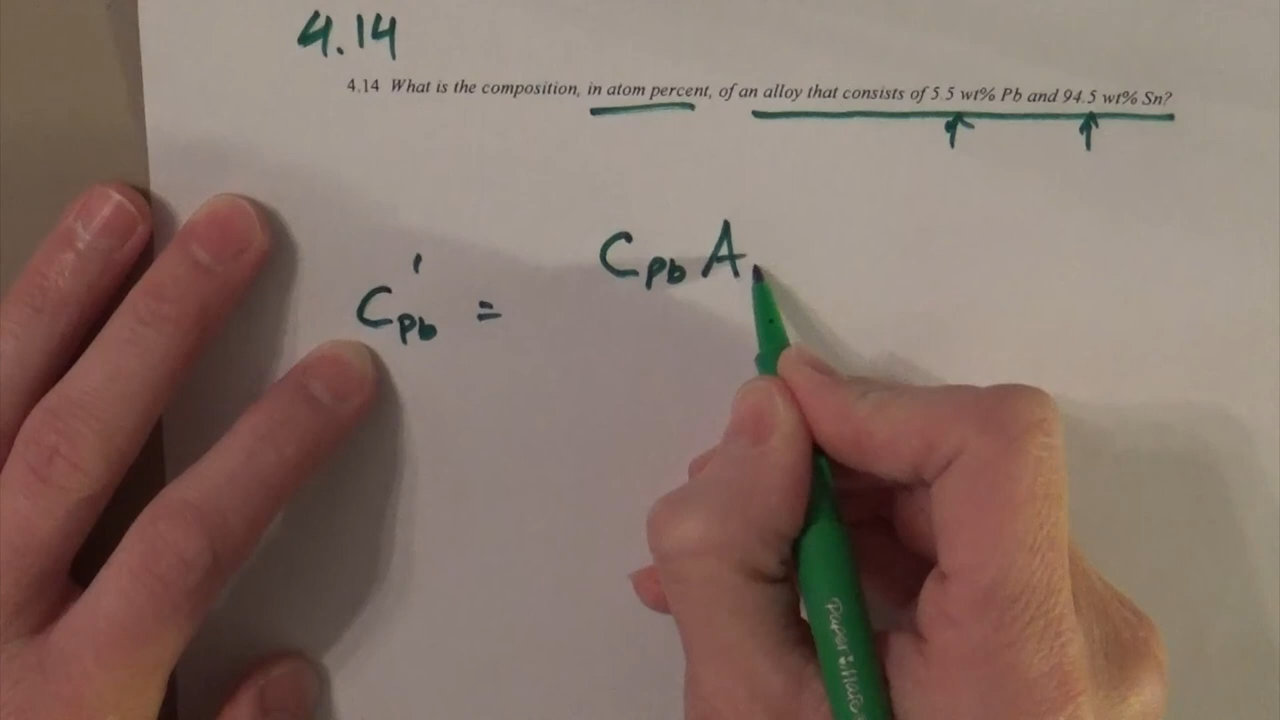 4.14
4.14 What is the composition, in atom percent, of an alloy that consists of 5.5 wt% Pb and 94.5 wt% Sn?
C'Pb = CPb A
PaperMate